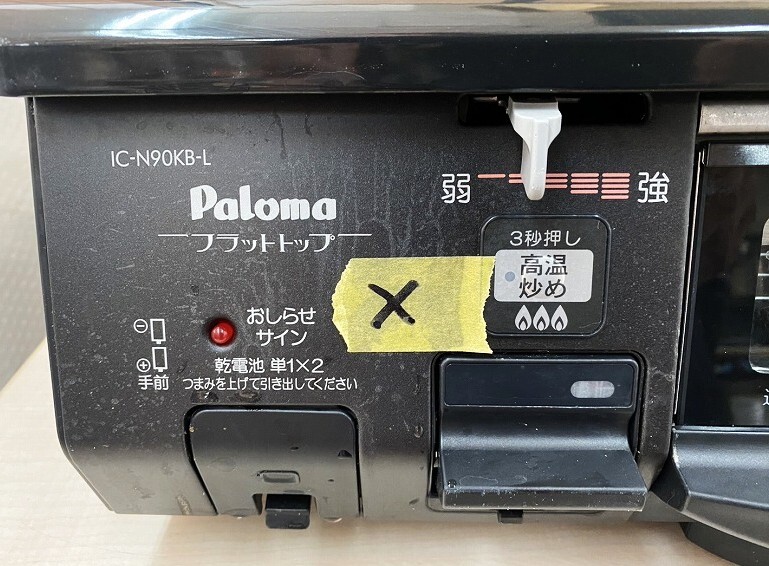 IC-N90KB-L
Paloma
フラットトップ
弱 強
3秒押し
高温
炒め
×
おしらせ
サイン
⊖
⊕
手前
乾電池 単1×2
つまみを上げて引き出してください